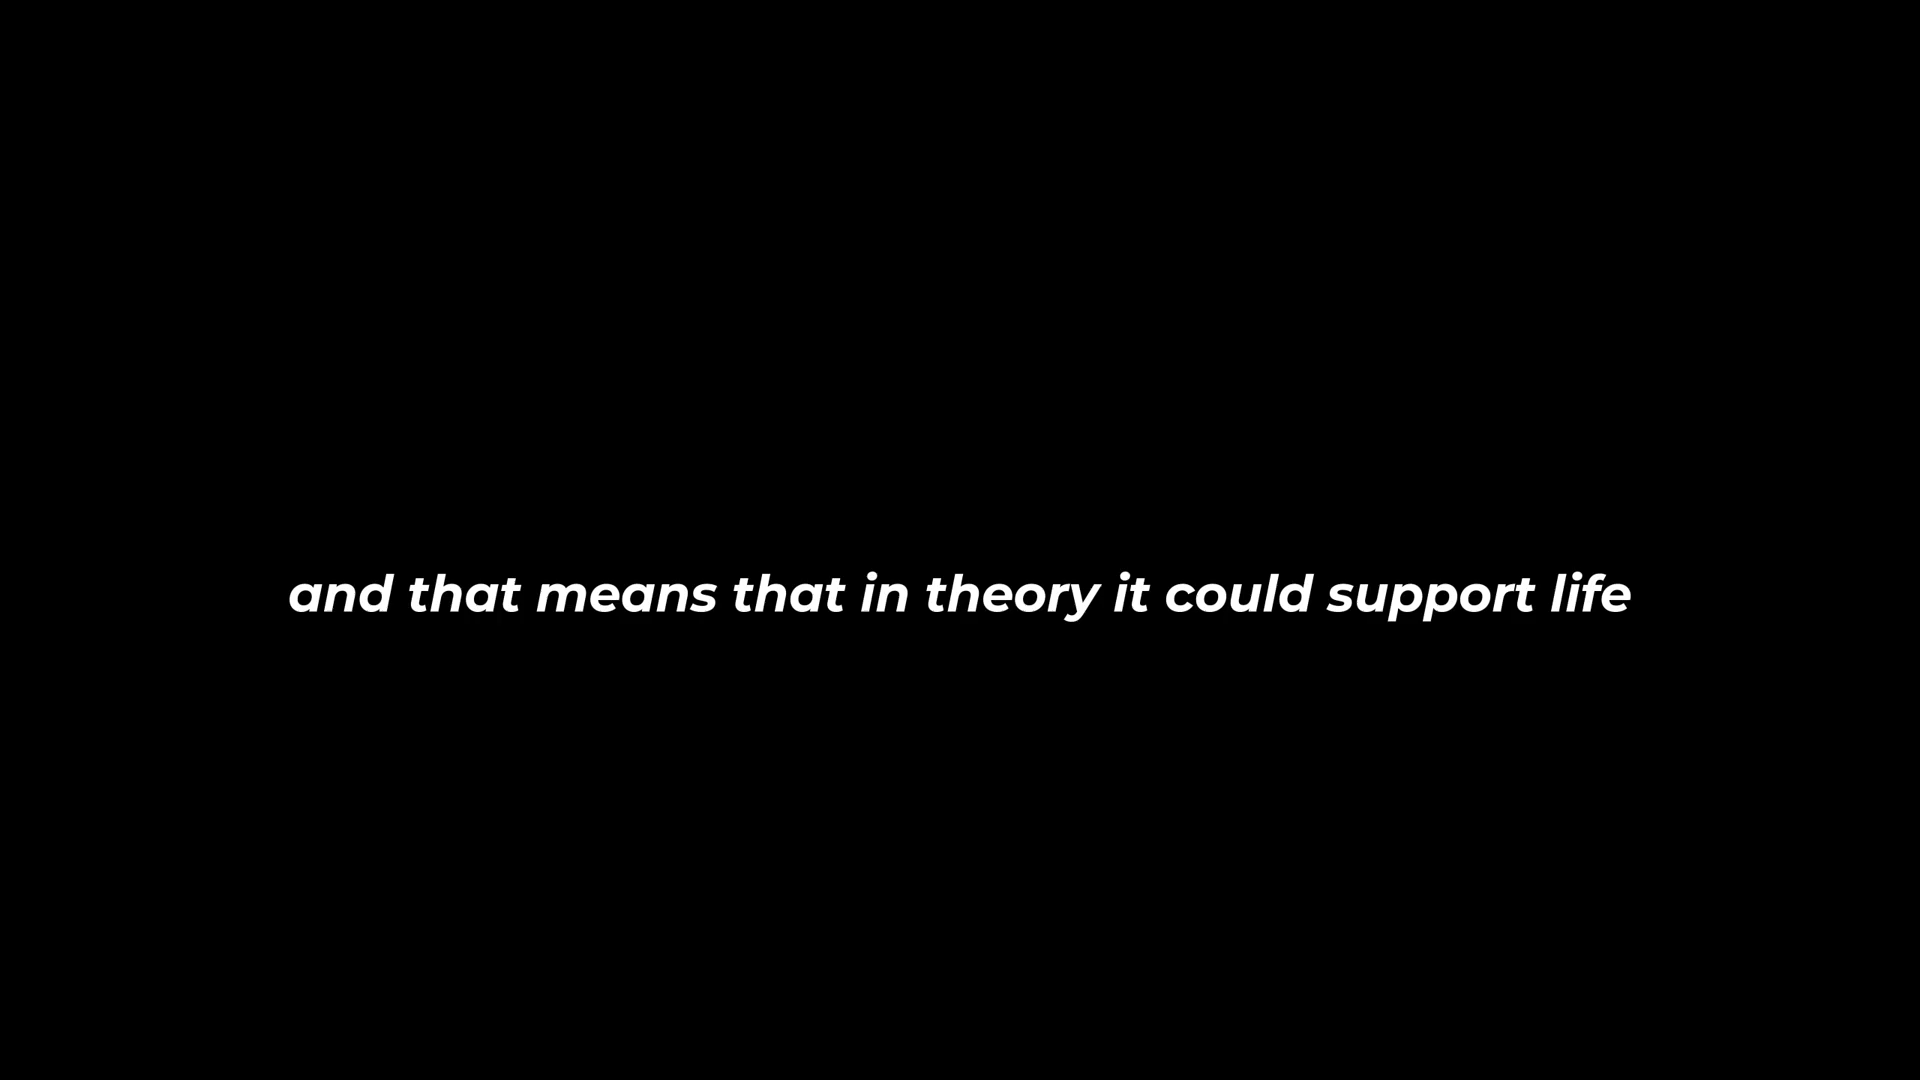 and that means that in theory it could support life